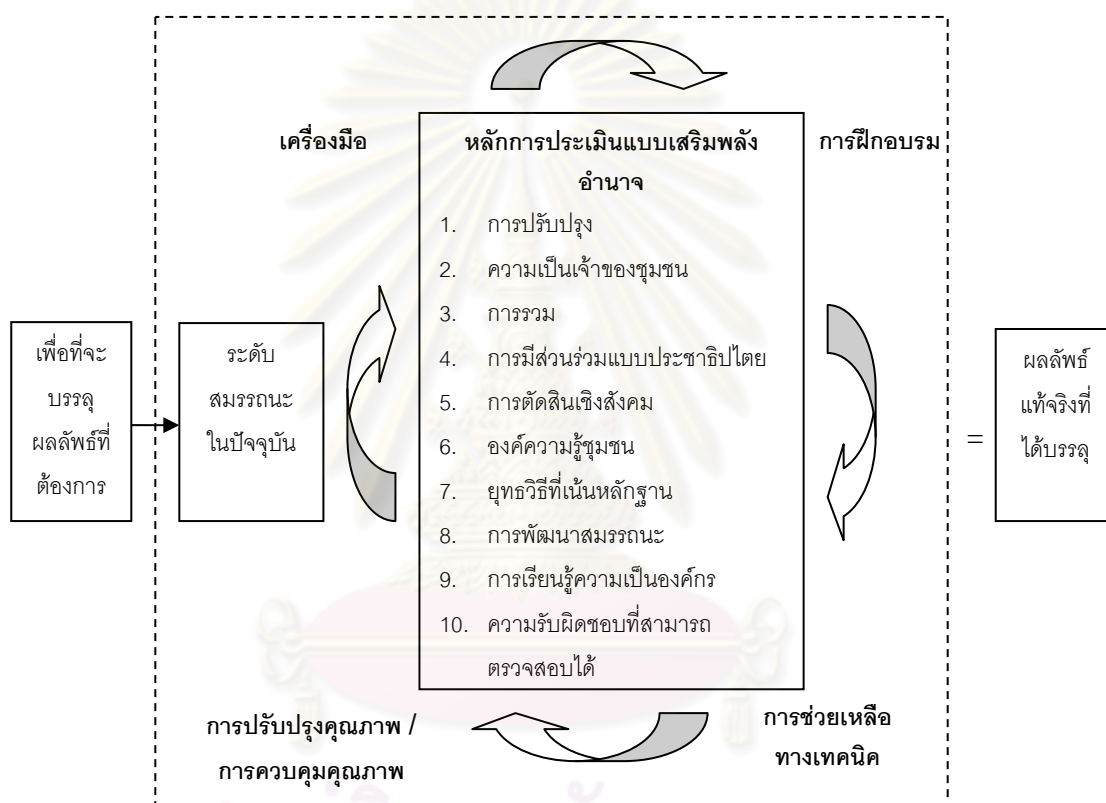 เครื่องมือ
หลักการประเมินแบบเสริมพลัง
อำนาจ
การฝึกอบรม
1. การปรับปรุง
2. ความเป็นเจ้าของชุมชน
3. การรวม
4. การมีส่วนร่วมแบบประชาธิปไตย
5. การตัดสินเชิงสังคม
6. องค์ความรู้ชุมชน
7. ยุทธวิธีที่เน้นหลักฐาน
8. การพัฒนาสมรรถนะ
9. การเรียนรู้ความเป็นองค์กร
10. ความรับผิดชอบที่สามารถ
ตรวจสอบได้
เพื่อที่จะ
บรรลุ
ผลลัพธ์ที่
ต้องการ
ระดับ
สมรรถนะ
ในปัจจุบัน
=
ผลลัพธ์
แท้จริงที่
ได้บรรลุ
การปรับปรุงคุณภาพ /
การควบคุมคุณภาพ
การช่วยเหลือ
ทางเทคนิค